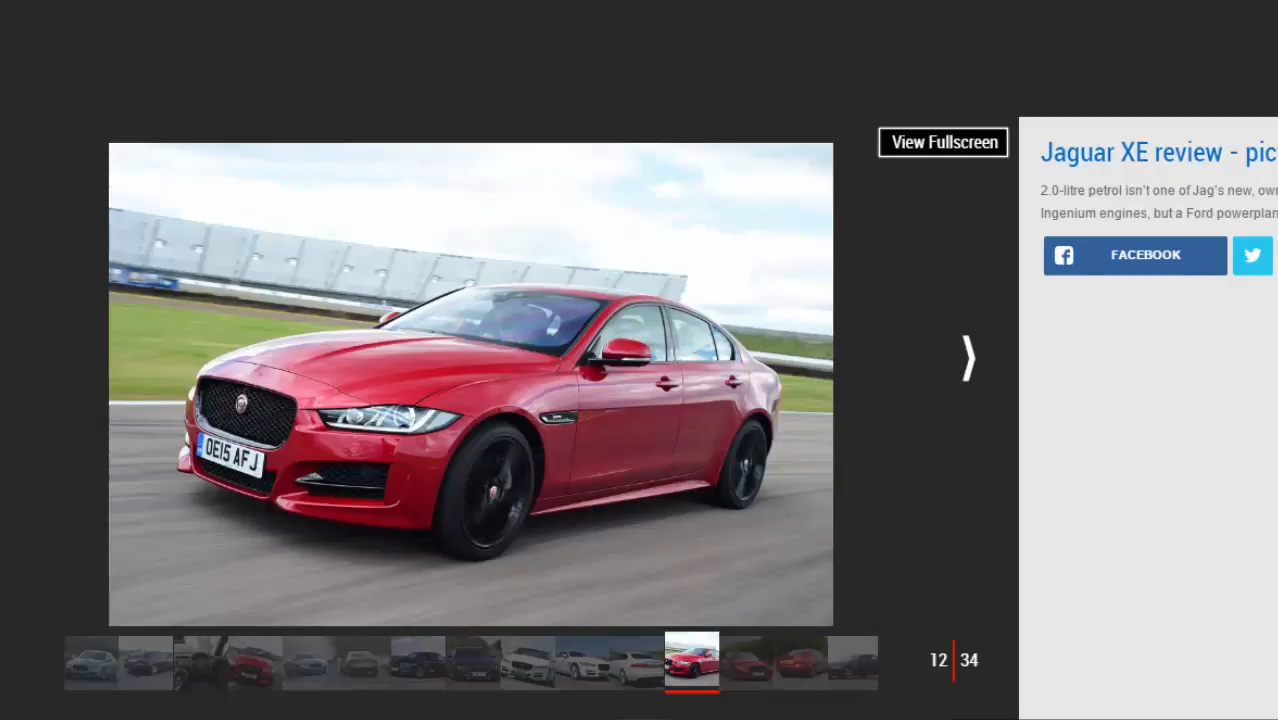 View Fullscreen
Jaguar XE review - pic
2.0-litre petrol isn't one of Jag's new, own
Ingenium engines, but a Ford powerplan
FACEBOOK
OE15 AFJ
12 34